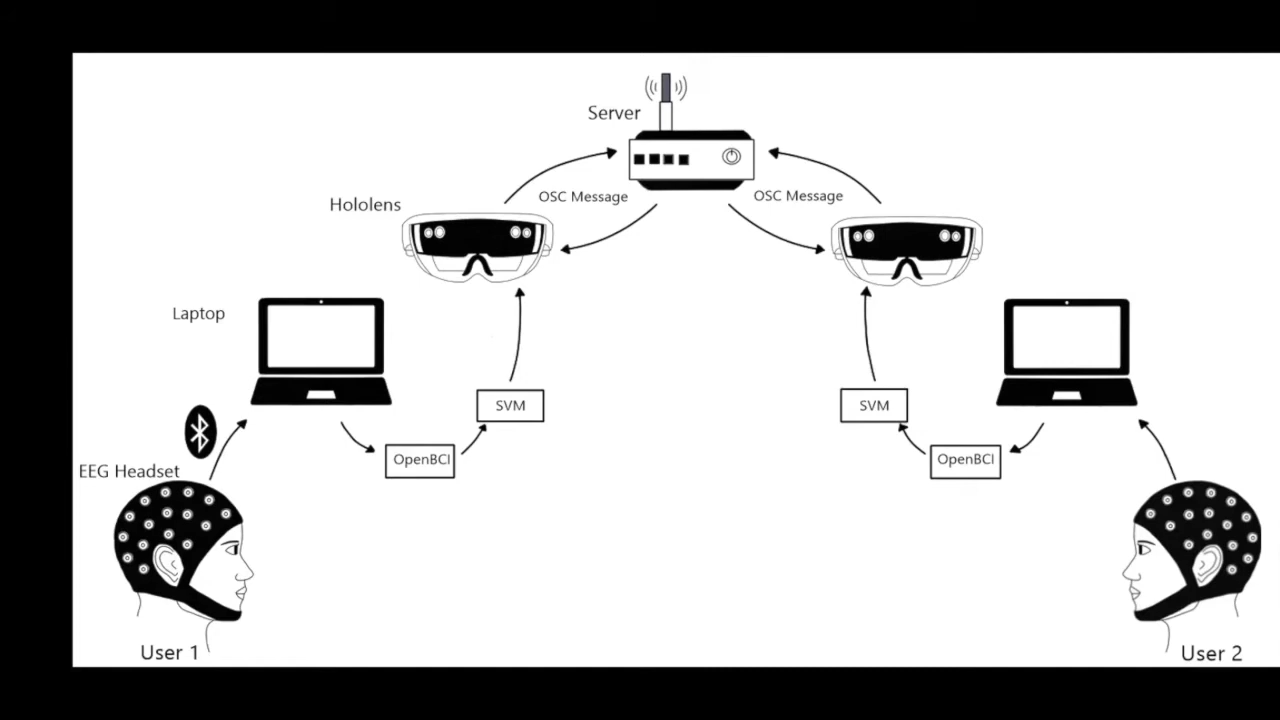 Server
OSC Message
OSC Message
Hololens
Laptop
SVM
SVM
OpenBCI
OpenBCI
EEG Headset
User 1
User 2